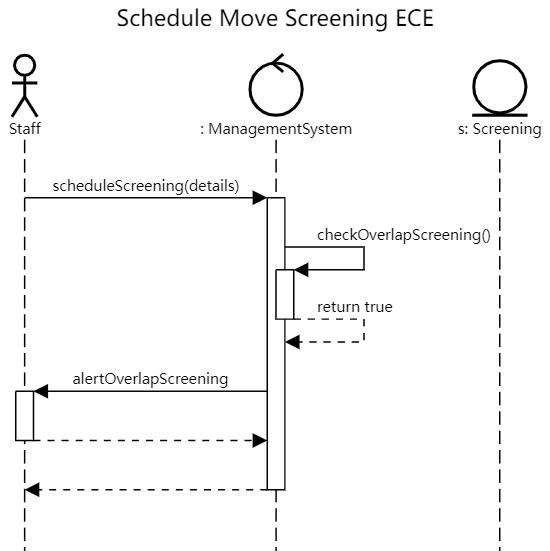 Schedule Move Screening ECE
Staff
: ManagementSystem
s: Screening
scheduleScreening(details)
checkOverlapScreening()
return true
alertOverlapScreening